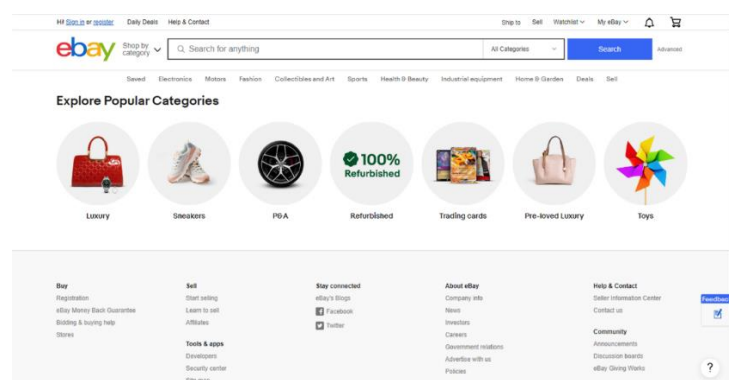 Hi! Sign in or register Daily Deals Help & Contact Ship to Sell Watchlist My eBay
ebay Shop by category Search for anything All Categories Search Advanced
Saved Electronics Motors Fashion Collectibles and Art Sports Health & Beauty Industrial equipment Home & Garden Deals Sell
Explore Popular Categories
100%
Refurbished
Luxury Sneakers P&A Refurbished Trading cards Pre-loved Luxury Toys
Buy Sell Stay connected About eBay Help & Contact
Registration Start selling eBay's Blogs Company info Seller Information Center
eBay Money Back Guarantee Learn to sell Facebook News Contact us
Bidding & buying help Affiliates Twitter Investors
Stores Careers Community
Tools & apps Government relations Announcements
Developers Advertise with us Discussion boards
Security center Policies eBay Giving Works
Site map
Feedback
?